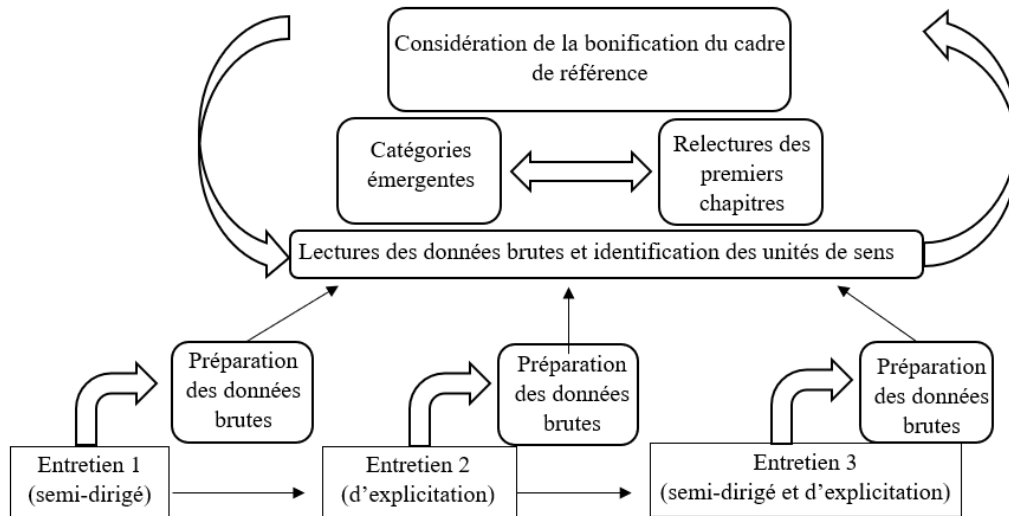 Considération de la bonification du cadre
de référence
Catégories
émergentes
Relectures des
premiers
chapitres
Lectures des données brutes et identification des unités de sens
Préparation
des données
brutes
Préparation
des données
brutes
Préparation
des données
brutes
Entretien 1
(semi-dirigé)
Entretien 2
(d’explicitation)
Entretien 3
(semi-dirigé et d’explicitation)